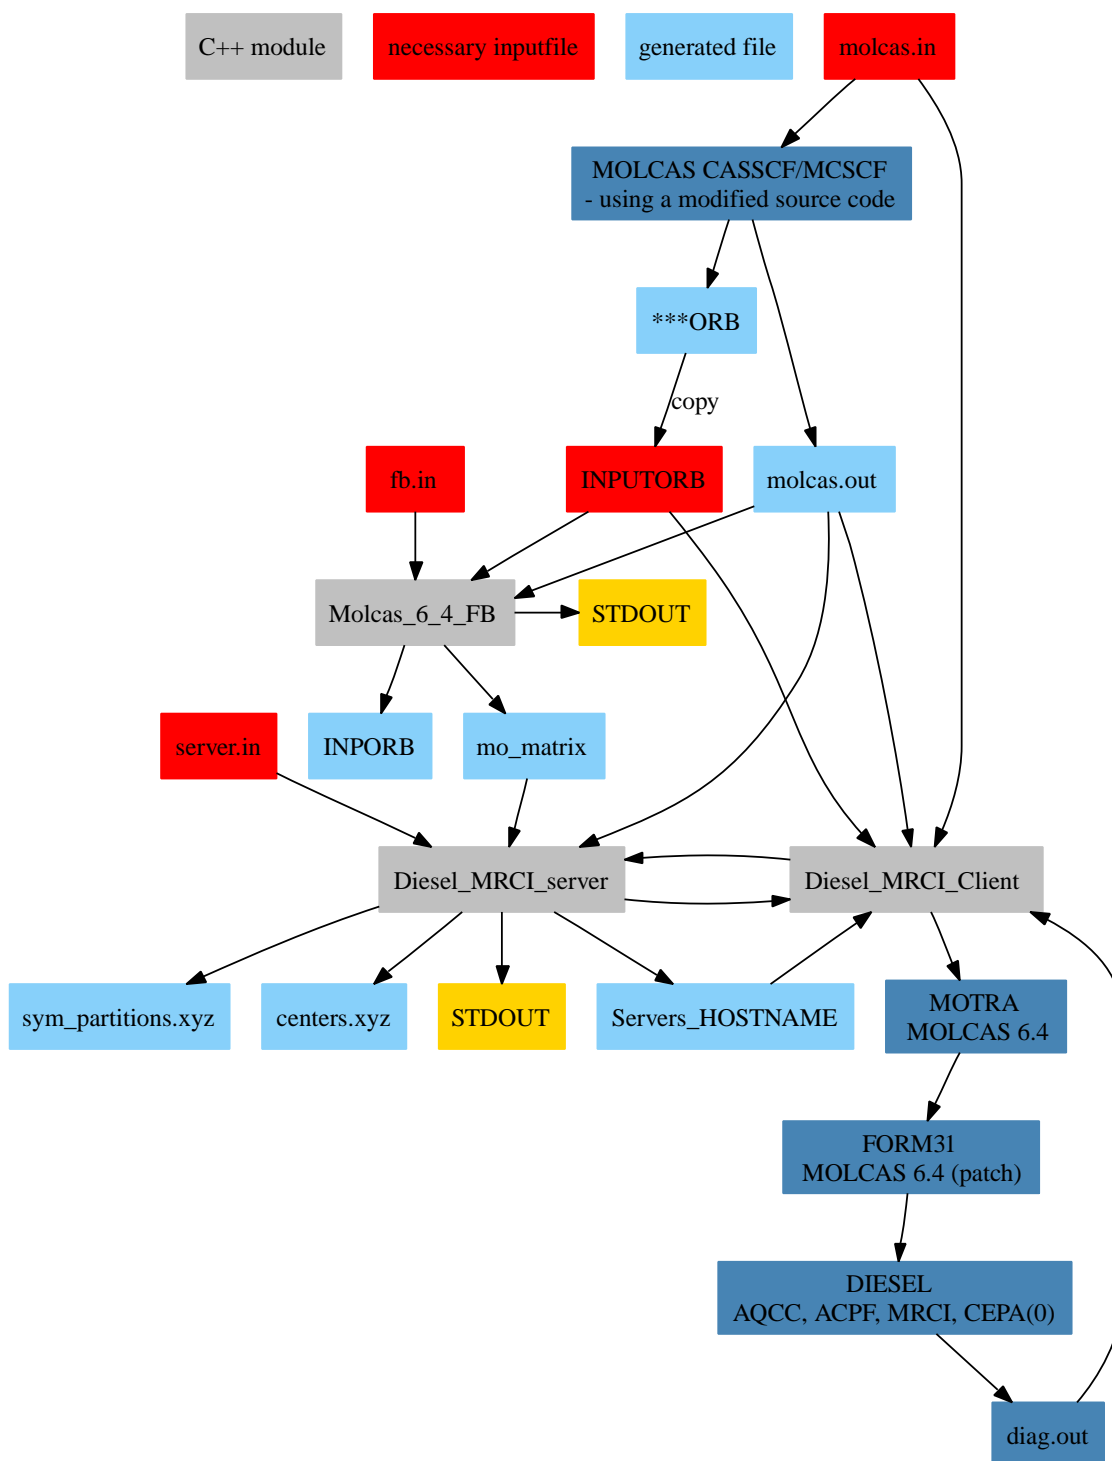 C++ module
necessary inputfile
generated file
molcas.in
MOLCAS CASSCF/MCSCF
- using a modified source code
***ORB
copy
fb.in
INPUTORB
molcas.out
Molcas_6_4_FB
STDOUT
server.in
INPORB
mo_matrix
Diesel_MRCI_server
Diesel_MRCI_Client
sym_partitions.xyz
centers.xyz
STDOUT
Servers_HOSTNAME
MOTRA
MOLCAS 6.4
FORM31
MOLCAS 6.4 (patch)
DIESEL
AQCC, ACPF, MRCI, CEPA(0)
diag.out